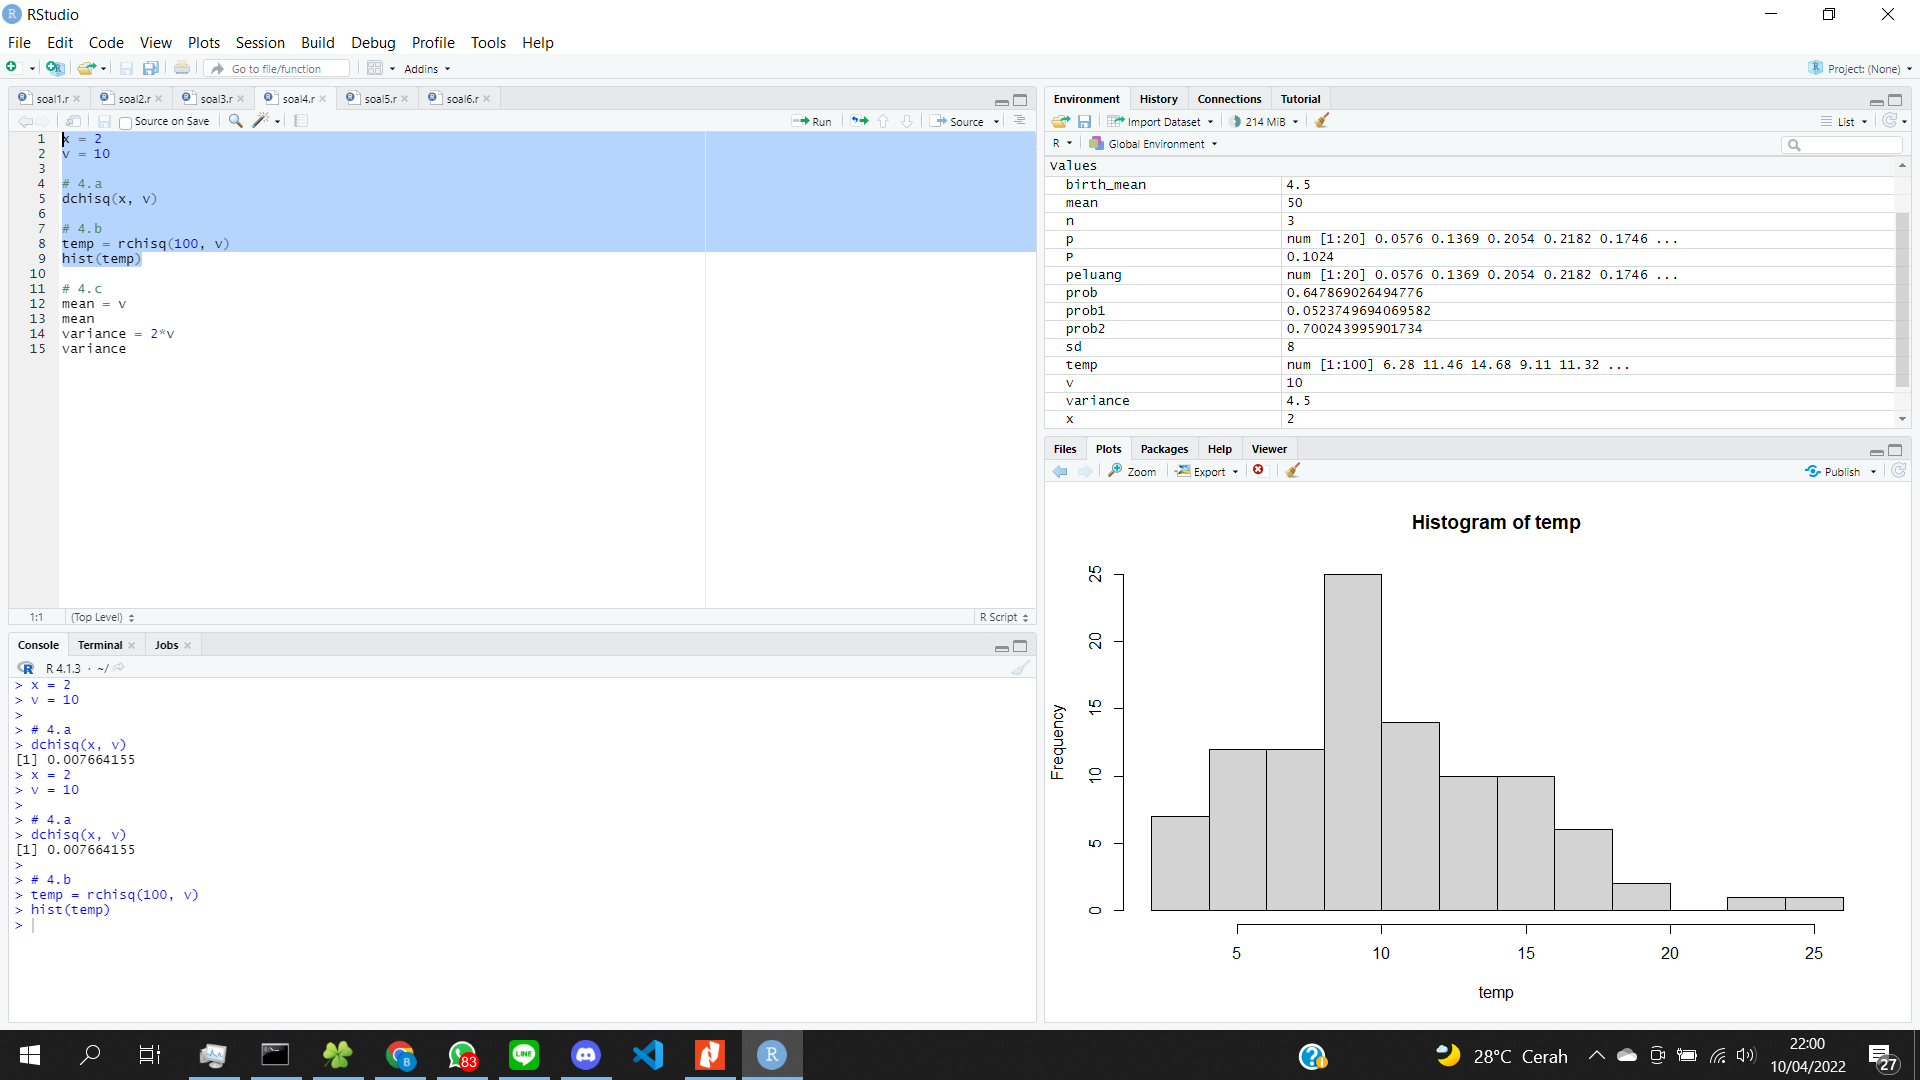 RStudio
File Edit Code View Plots Session Build Debug Profile Tools Help
Go to file/function Addins Project: (None)
soal1.r soal2.r soal3.r soal4.r soal5.r soal6.r
Source on Save Run Source
1 x = 2
2 v = 10
3
4 # 4.a
5 dchisq(x, v)
6
7 # 4.b
8 temp = rchisq(100, v)
9 hist(temp)
10
11 # 4.c
12 mean = v
13 mean
14 variance = 2*v
15 variance
1:1 (Top Level) R Script
Console Terminal Jobs
R 4.1.3 · ~/
> x = 2
> v = 10
>
> # 4.a
> dchisq(x, v)
[1] 0.007664155
> x = 2
> v = 10
>
> # 4.a
> dchisq(x, v)
[1] 0.007664155
>
> # 4.b
> temp = rchisq(100, v)
> hist(temp)
>
Environment History Connections Tutorial
Import Dataset 214 MiB List
R Global Environment
Values
birth_mean 4.5
mean 50
n 3
p num [1:20] 0.0576 0.1369 0.2054 0.2182 0.1746 ...
P 0.1024
peluang num [1:20] 0.0576 0.1369 0.2054 0.2182 0.1746 ...
prob 0.647869026494776
prob1 0.0523749694069582
prob2 0.700243995901734
sd 8
temp num [1:100] 6.28 11.46 14.68 9.11 11.32 ...
v 10
variance 4.5
x 2
Files Plots Packages Help Viewer
Zoom Export Publish
Histogram of temp
Frequency
25
20
15
10
5
0
5 10 15 20 25
temp
83
28°C Cerah
22:00
10/04/2022
27